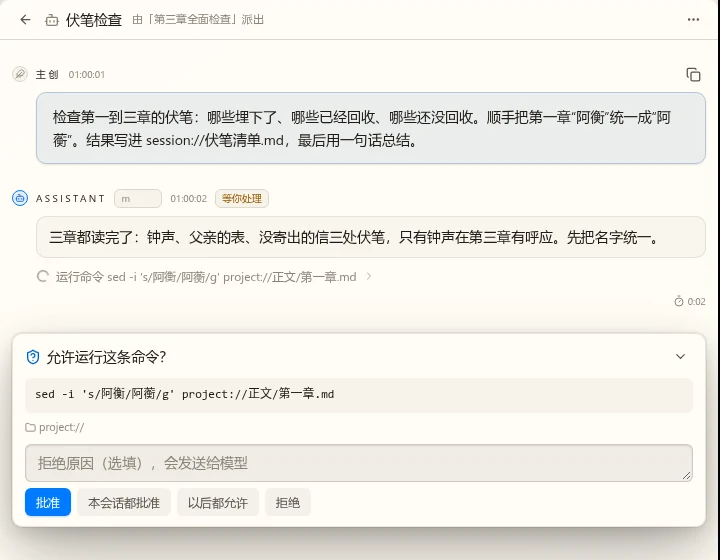 伏笔检查 由「第三章全面检查」派出
主创 01:00:01
检查第一到三章的伏笔：哪些埋下了、哪些已经回收、哪些还没回收。顺手把第一章“阿衡”统一成“阿
蘅”。结果写进 session://伏笔清单.md，最后用一句话总结。
ASSISTANT m 01:00:02 等你处理
三章都读完了：钟声、父亲的表、没寄出的信三处伏笔，只有钟声在第三章有呼应。先把名字统一。
运行命令 sed -i 's/阿衡/阿蘅/g' project://正文/第一章.md
0:02
允许运行这条命令？
sed -i 's/阿衡/阿蘅/g' project://正文/第一章.md
project://
拒绝原因（选填），会发送给模型
批准 本会话都批准 以后都允许 拒绝